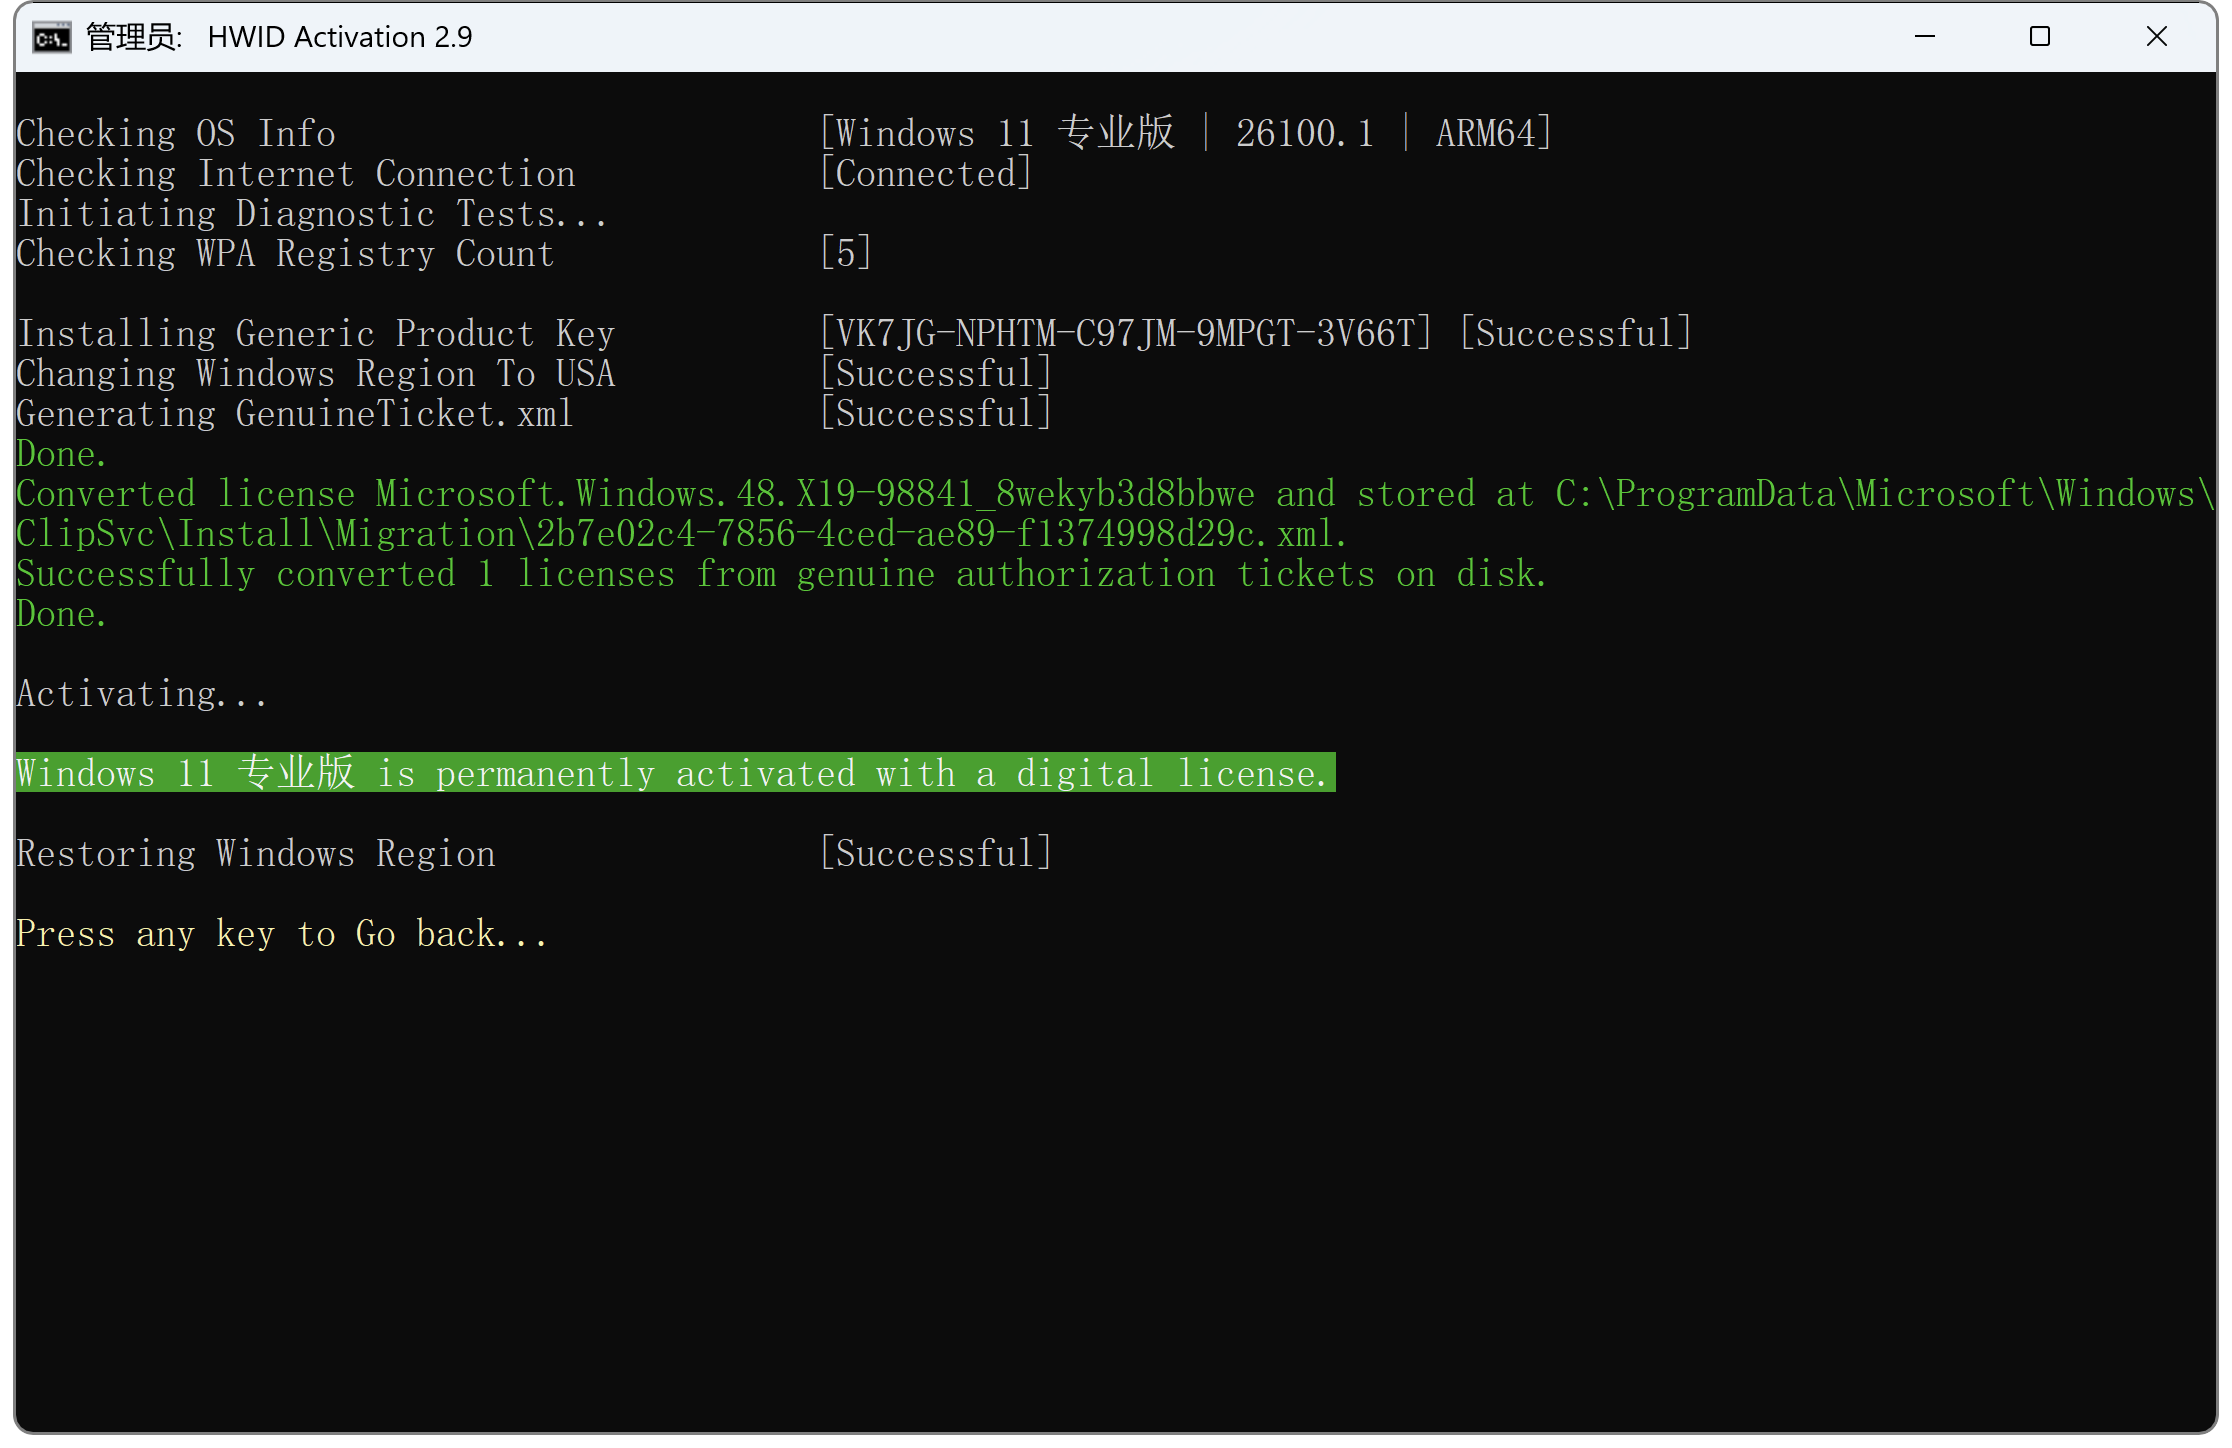 管理员:   HWID Activation 2.9
Checking OS Info                        [Windows 11 专业版 | 26100.1 | ARM64]
Checking Internet Connection            [Connected]
Initiating Diagnostic Tests...
Checking WPA Registry Count             [5]
Installing Generic Product Key          [VK7JG-NPHTM-C97JM-9MPGT-3V66T] [Successful]
Changing Windows Region To USA          [Successful]
Generating GenuineTicket.xml            [Successful]
Done.
Converted license Microsoft.Windows.48.X19-98841_8wekyb3d8bbwe and stored at C:\ProgramData\Microsoft\Windows\
ClipSvc\Install\Migration\2b7e02c4-7856-4ced-ae89-f1374998d29c.xml.
Successfully converted 1 licenses from genuine authorization tickets on disk.
Done.
Activating...
Windows 11 专业版 is permanently activated with a digital license.
Restoring Windows Region                [Successful]
Press any key to Go back...